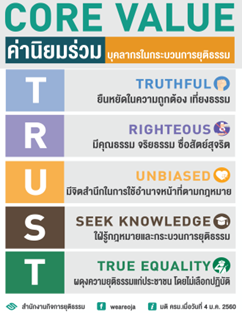 CORE VALUE
ค่านิยมร่วม บุคลากรในกระบวนการยุติธรรม
T
TRUTHFUL
ยืนหยัดในความถูกต้อง เที่ยงธรรม
R
RIGHTEOUS
มีคุณธรรม จริยธรรม ซื่อสัตย์สุจริต
U
UNBIASED
มีจิตสำนึกในการใช้อำนาจหน้าที่ตามกฎหมาย
S
SEEK KNOWLEDGE
ใฝ่รู้กฎหมายและกระบวนการยุติธรรม
T
TRUE EQUALITY
ผดุงความยุติธรรมแก่ประชาชน โดยไม่เลือกปฏิบัติ
สำนักงานกิจการยุติธรรม weareoja มติ ครม.เมื่อวันที่ 4 ม.ค. 2560